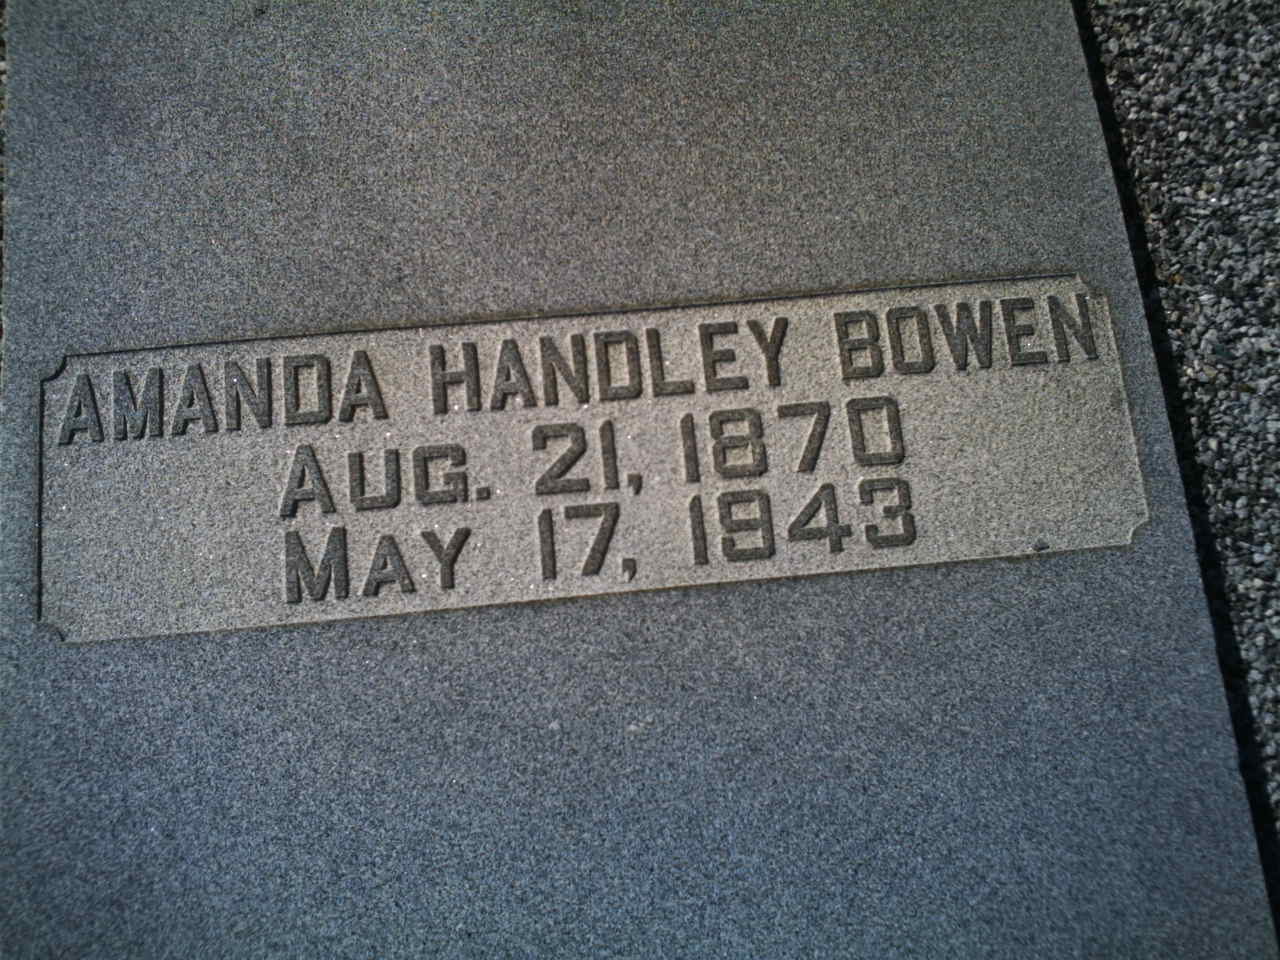 AMANDA HANDLEY BOWEN
AUG. 21, 1870
MAY 17, 1943